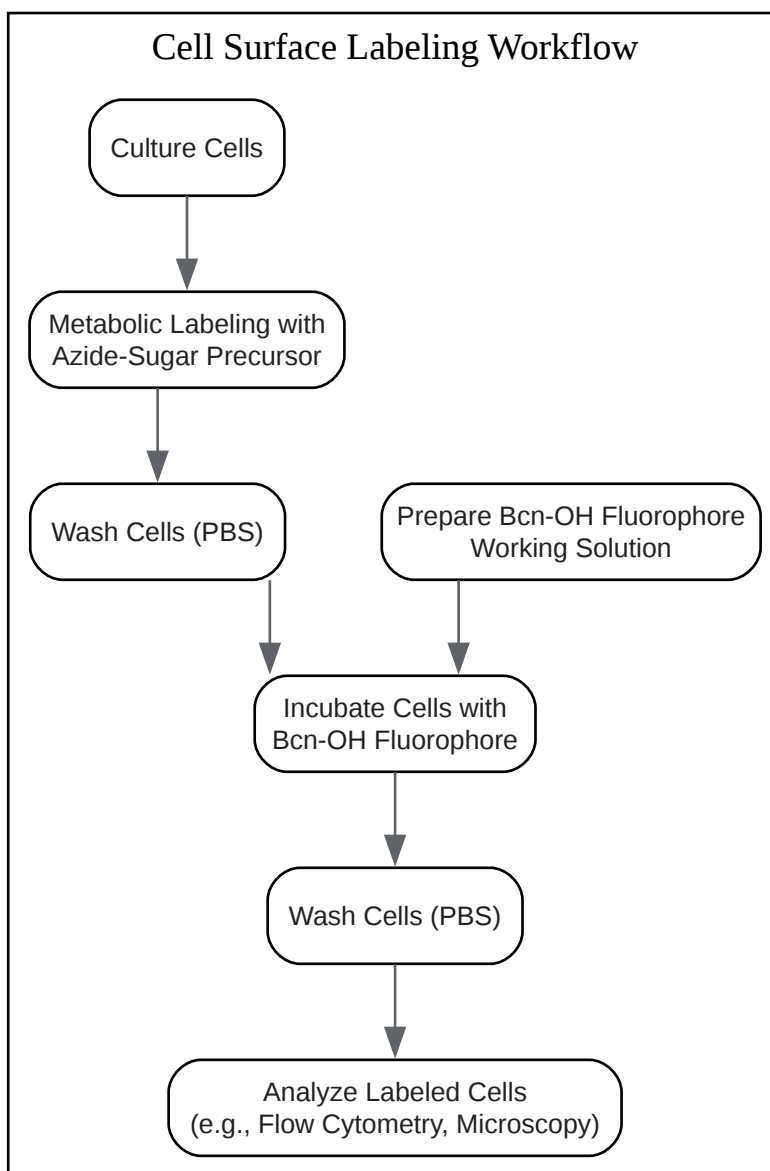 Cell Surface Labeling Workflow
Culture Cells
Metabolic Labeling with
Azide-Sugar Precursor
Wash Cells (PBS)
Prepare Bcn-OH Fluorophore
Working Solution
Incubate Cells with
Bcn-OH Fluorophore
Wash Cells (PBS)
Analyze Labeled Cells
(e.g., Flow Cytometry, Microscopy)